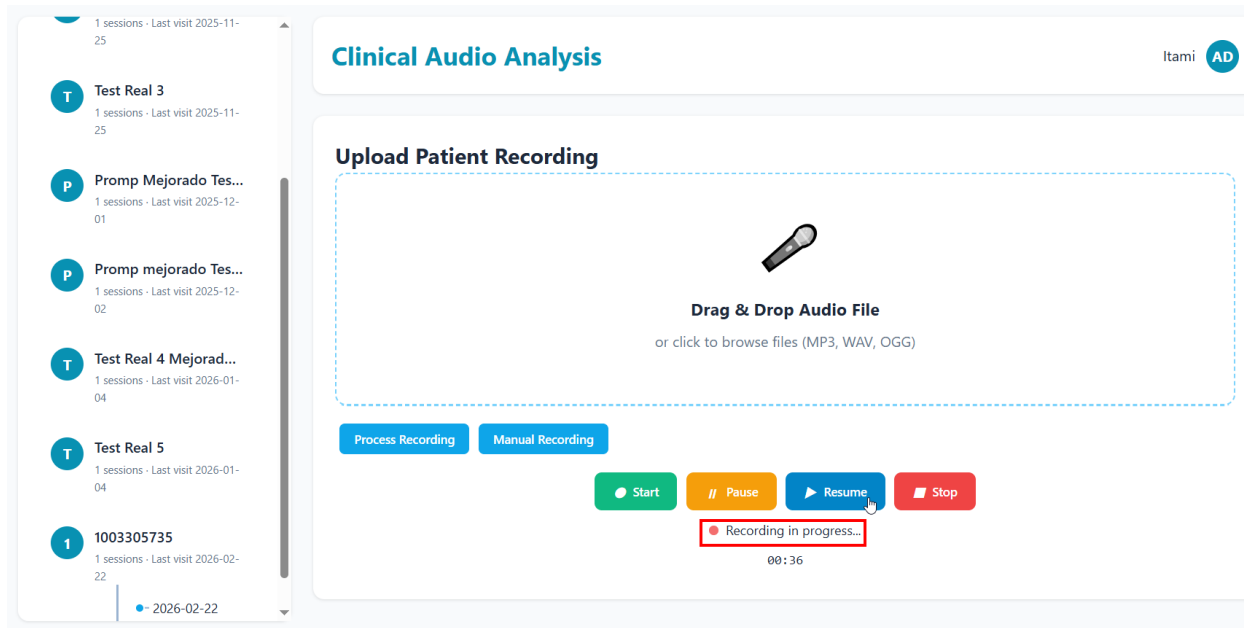 1 sessions · Last visit 2025-11-
25
Test Real 3
1 sessions · Last visit 2025-11-
25
Promp Mejorado Tes...
1 sessions · Last visit 2025-12-
01
Promp mejorado Tes...
1 sessions · Last visit 2025-12-
02
Test Real 4 Mejorad...
1 sessions · Last visit 2026-01-
04
Test Real 5
1 sessions · Last visit 2026-01-
04
1003305735
1 sessions · Last visit 2026-02-
22
2026-02-22
T
P
P
T
T
1
Clinical Audio Analysis
Itami
AD
Upload Patient Recording
Drag & Drop Audio File
or click to browse files (MP3, WAV, OGG)
Process Recording
Manual Recording
Start
Pause
Resume
Stop
Recording in progress...
00:36